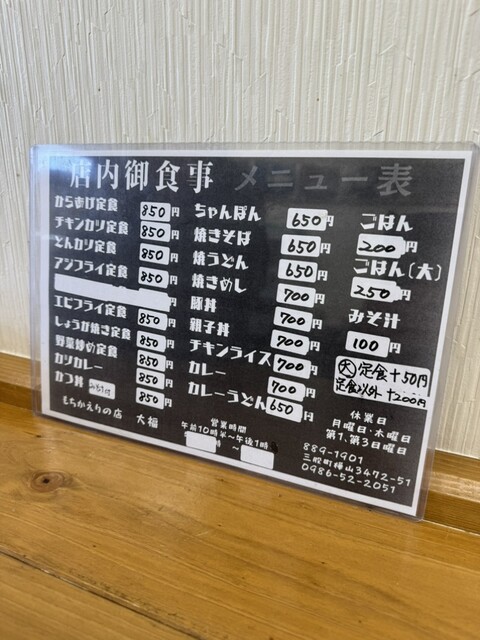 店内御食事 メニュー表
から揚げ定食 850円
チキンカツ定食 850円
とんカツ定食 850円
アジフライ定食 850円
円
エビフライ定食 850円
しょうが焼き定食 850円
野菜炒め定食 850円
カツカレー 850円
カツ丼 850円
ちゃんぽん 650円
焼きそば 650円
焼うどん 650円
焼きめし 700円
豚丼 700円
親子丼 700円
チキンライス 700円
カレー 700円
カレーうどん 650円
ごはん
200円
ごはん〔大〕
250円
みそ汁
100円
大 定食+50円
定食以外+200円
もちかえりの店 大福
営業時間
午前10時半〜午後1時
時 〜
休業日
月曜日・木曜日
第1、第3日曜日
889-1901
三股町樺山3472-51
0986-52-2051